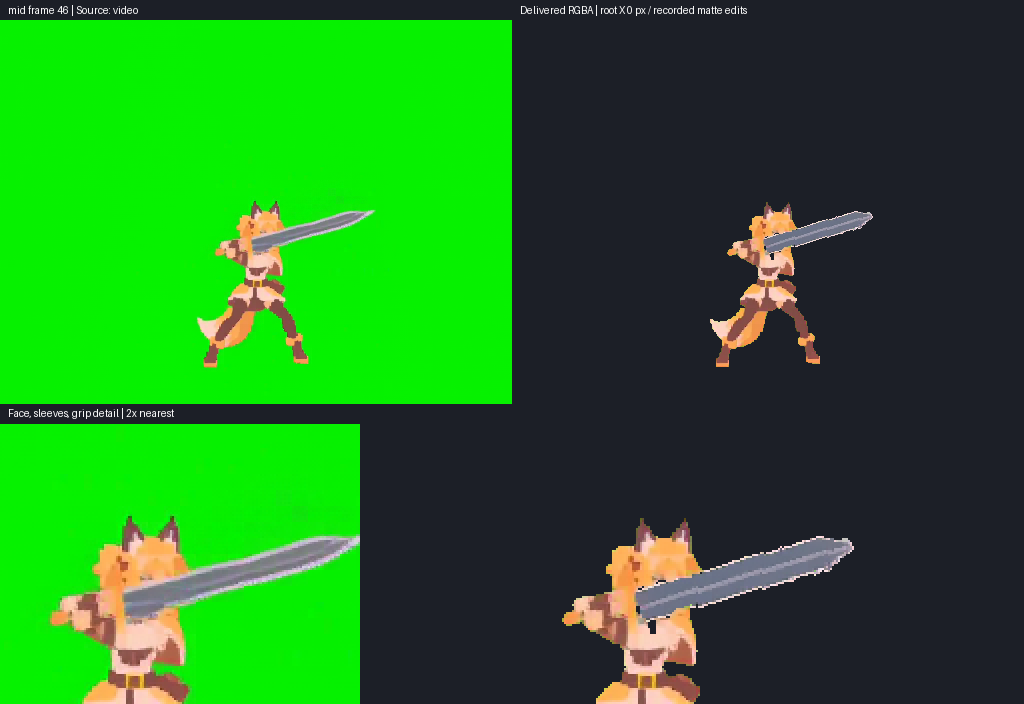 mid frame 46 | Source: video
Delivered RGBA | root X 0 px / recorded matte edits
Face, sleeves, grip detail | 2x nearest